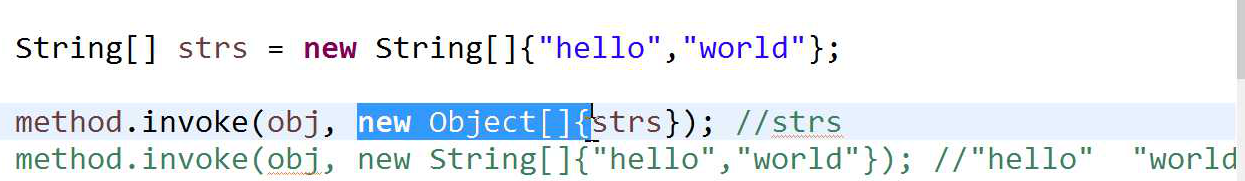 String[] strs = new String[]{"hello","world"};
method.invoke(obj, new Object[]{strs}); //strs
method.invoke(obj, new String[]{"hello","world"}); //"hello" "world